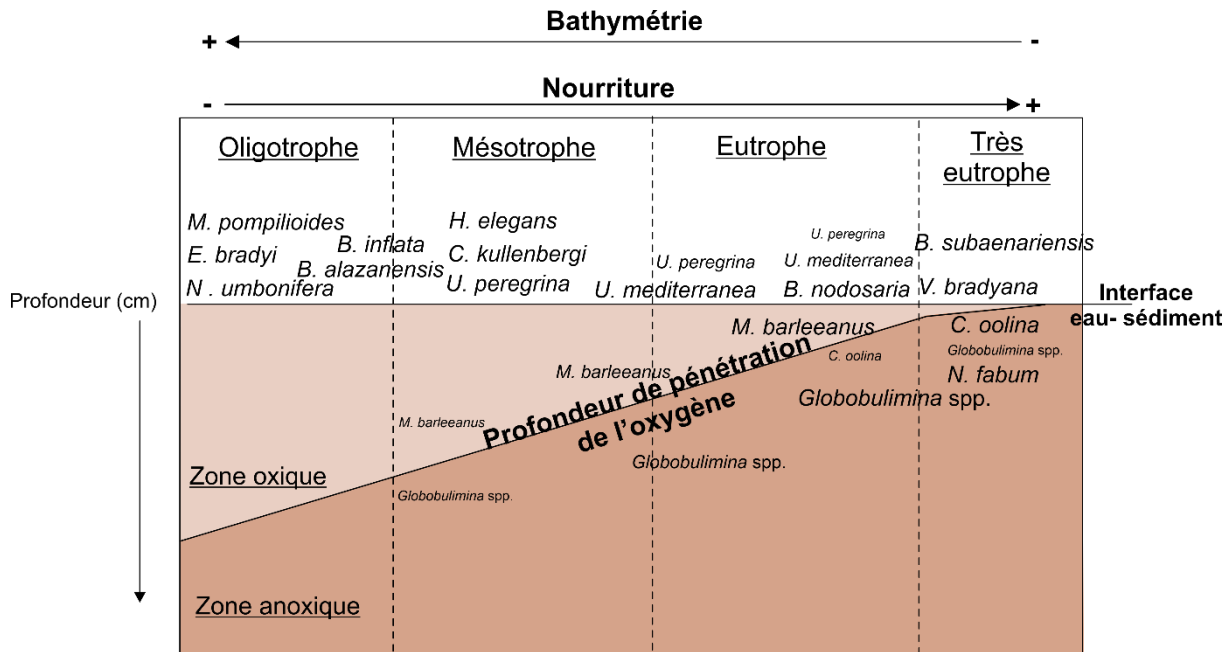 Bathymétrie
+ -
Nourriture
- +
Oligotrophe
Mésotrophe
Eutrophe
Très
eutrophe
M. pompilioides
E. bradyi
N . umbonifera
B. inflata
B. alazanensis
H. elegans
C. kullenbergi
U. peregrina
U. mediterranea
U. peregrina
U. peregrina
U. mediterranea
B. nodosaria
B. subaenariensis
V. bradyana
Profondeur (cm)
Interface
eau- sédiment
M. barleeanus
C. oolina
C. oolina
Globobulimina spp.
N. fabum
M. barleeanus
Globobulimina spp.
M. barleeanus
Profondeur de pénétration
de l’oxygène
Globobulimina spp.
Zone oxique
Globobulimina spp.
Zone anoxique